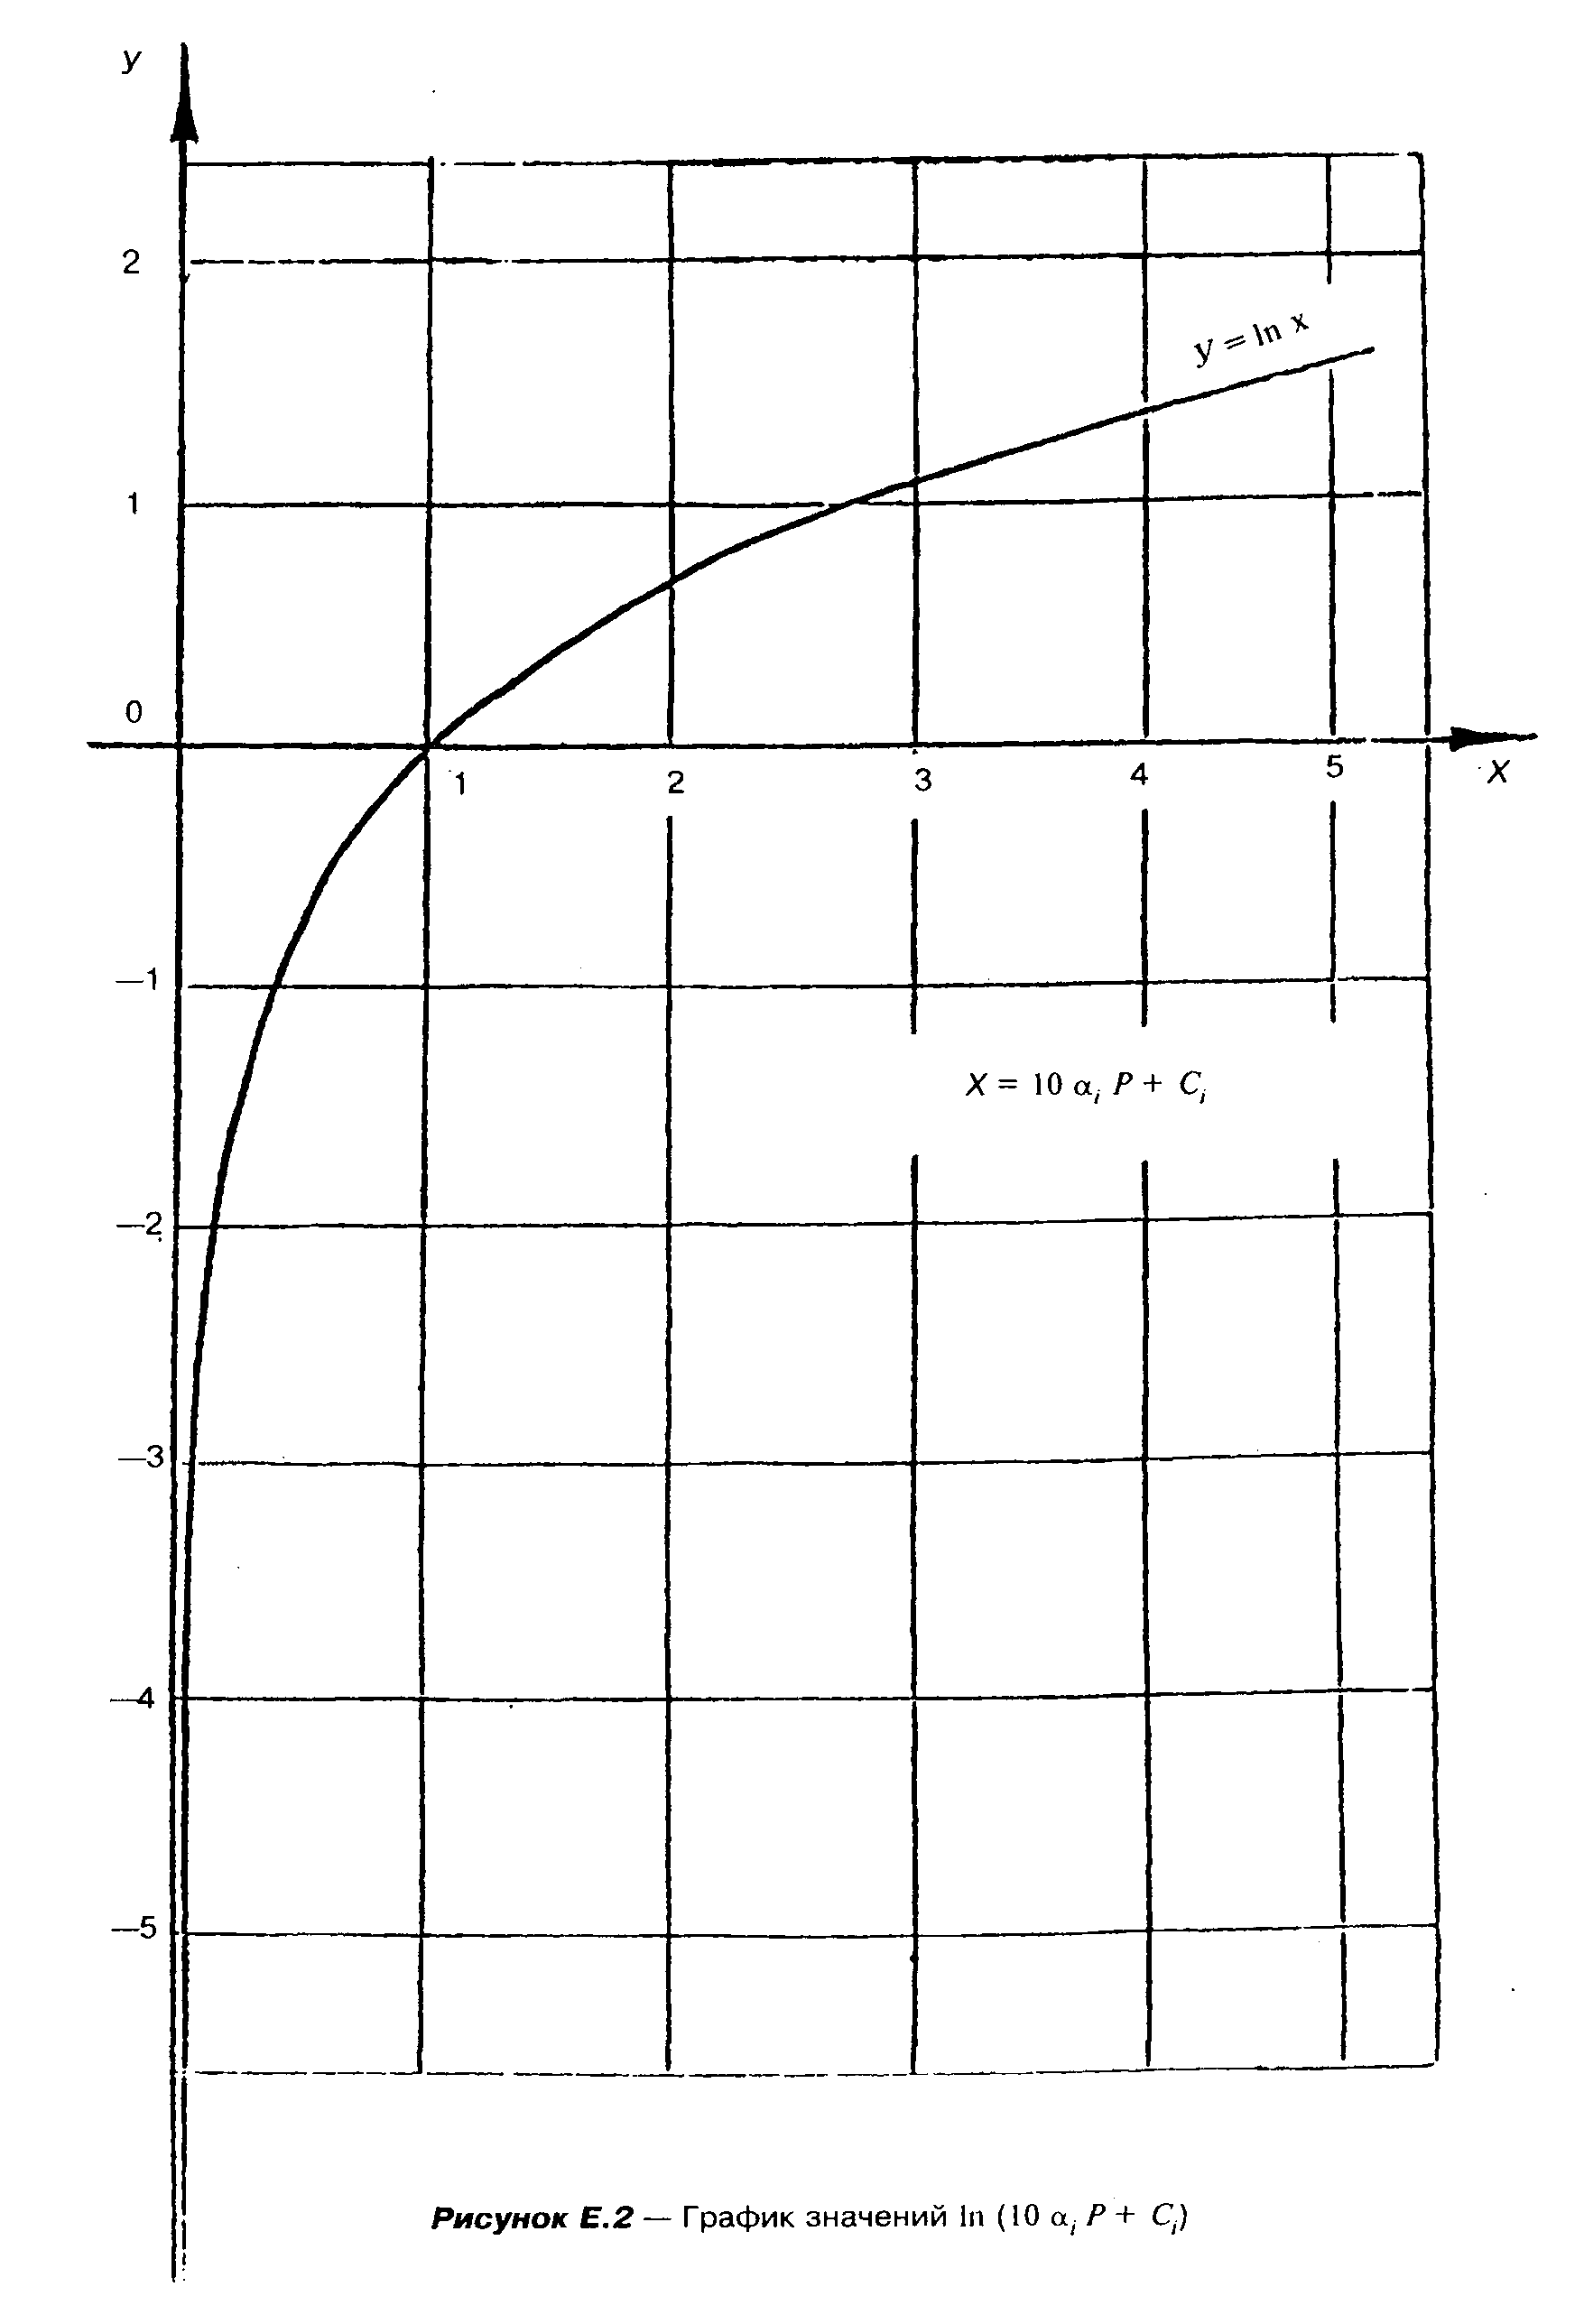 y
2
y = ln x
1
0
1 2 3 4 5 X
—1
X = 10 αi P + Ci
—2
—3
—4
—5
Рисунок Е.2 — График значений ln (10 αi P + Ci)